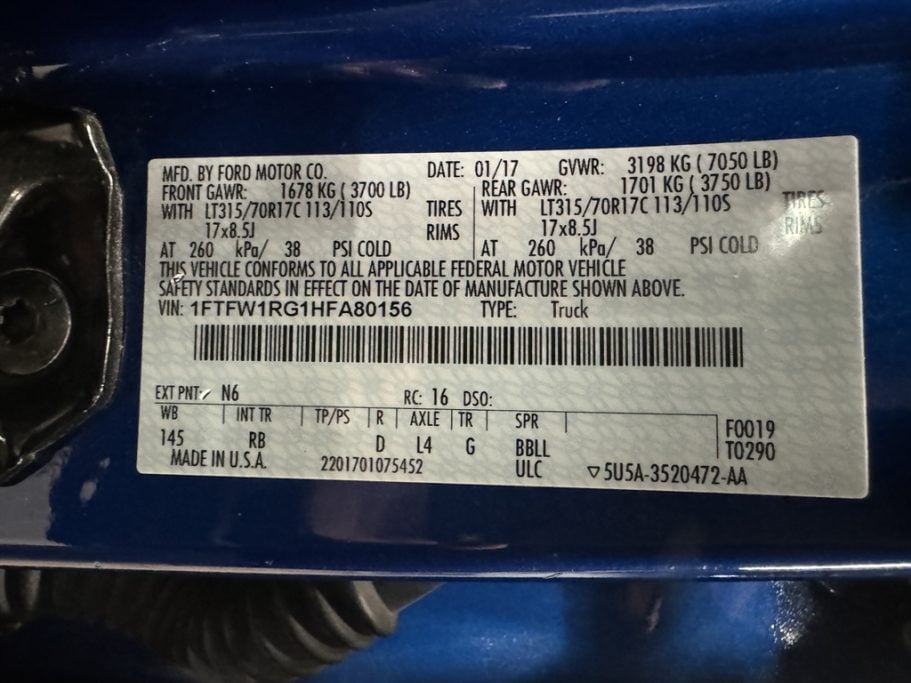 MFD. BY FORD MOTOR CO. DATE: 01/17 GVWR: 3198 KG ( 7050 LB)
FRONT GAWR: 1678 KG ( 3700 LB) REAR GAWR: 1701 KG ( 3750 LB)
WITH LT315/70R17C 113/110S TIRES WITH LT315/70R17C 113/110S TIRES
17x8.5J RIMS 17x8.5J RIMS
AT 260 kPa/ 38 PSI COLD AT 260 kPa/ 38 PSI COLD
THIS VEHICLE CONFORMS TO ALL APPLICABLE FEDERAL MOTOR VEHICLE
SAFETY STANDARDS IN EFFECT ON THE DATE OF MANUFACTURE SHOWN ABOVE.
VIN: 1FTFW1RG1HFA80156 TYPE: Truck
EXT PNT: N6 RC: 16 DSO:
WB INT TR TP/PS R AXLE TR SPR F0019
145 RB D L4 G BBLL T0290
MADE IN U.S.A. 2201701075452 ULC ▽5U5A-3520472-AA